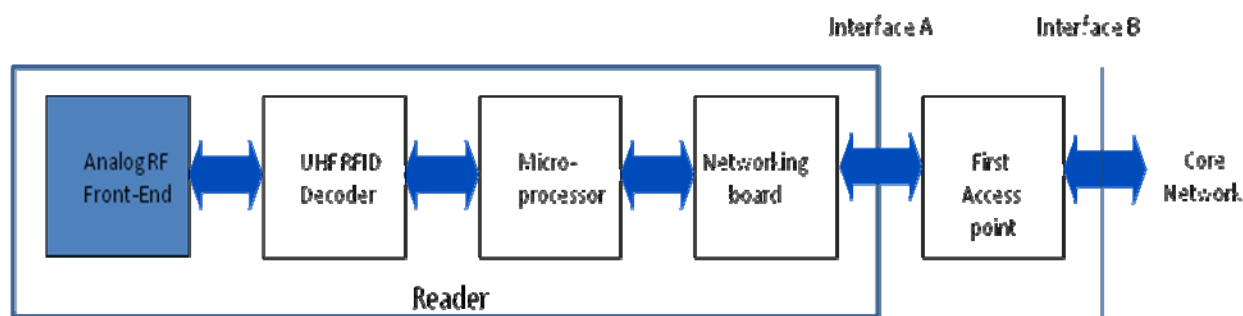 Interface A
Interface B
Analog RF
Front-End
UHF RFID
Decoder
Micro-
processor
Networking
board
First
Access
point
Core
Network
Reader